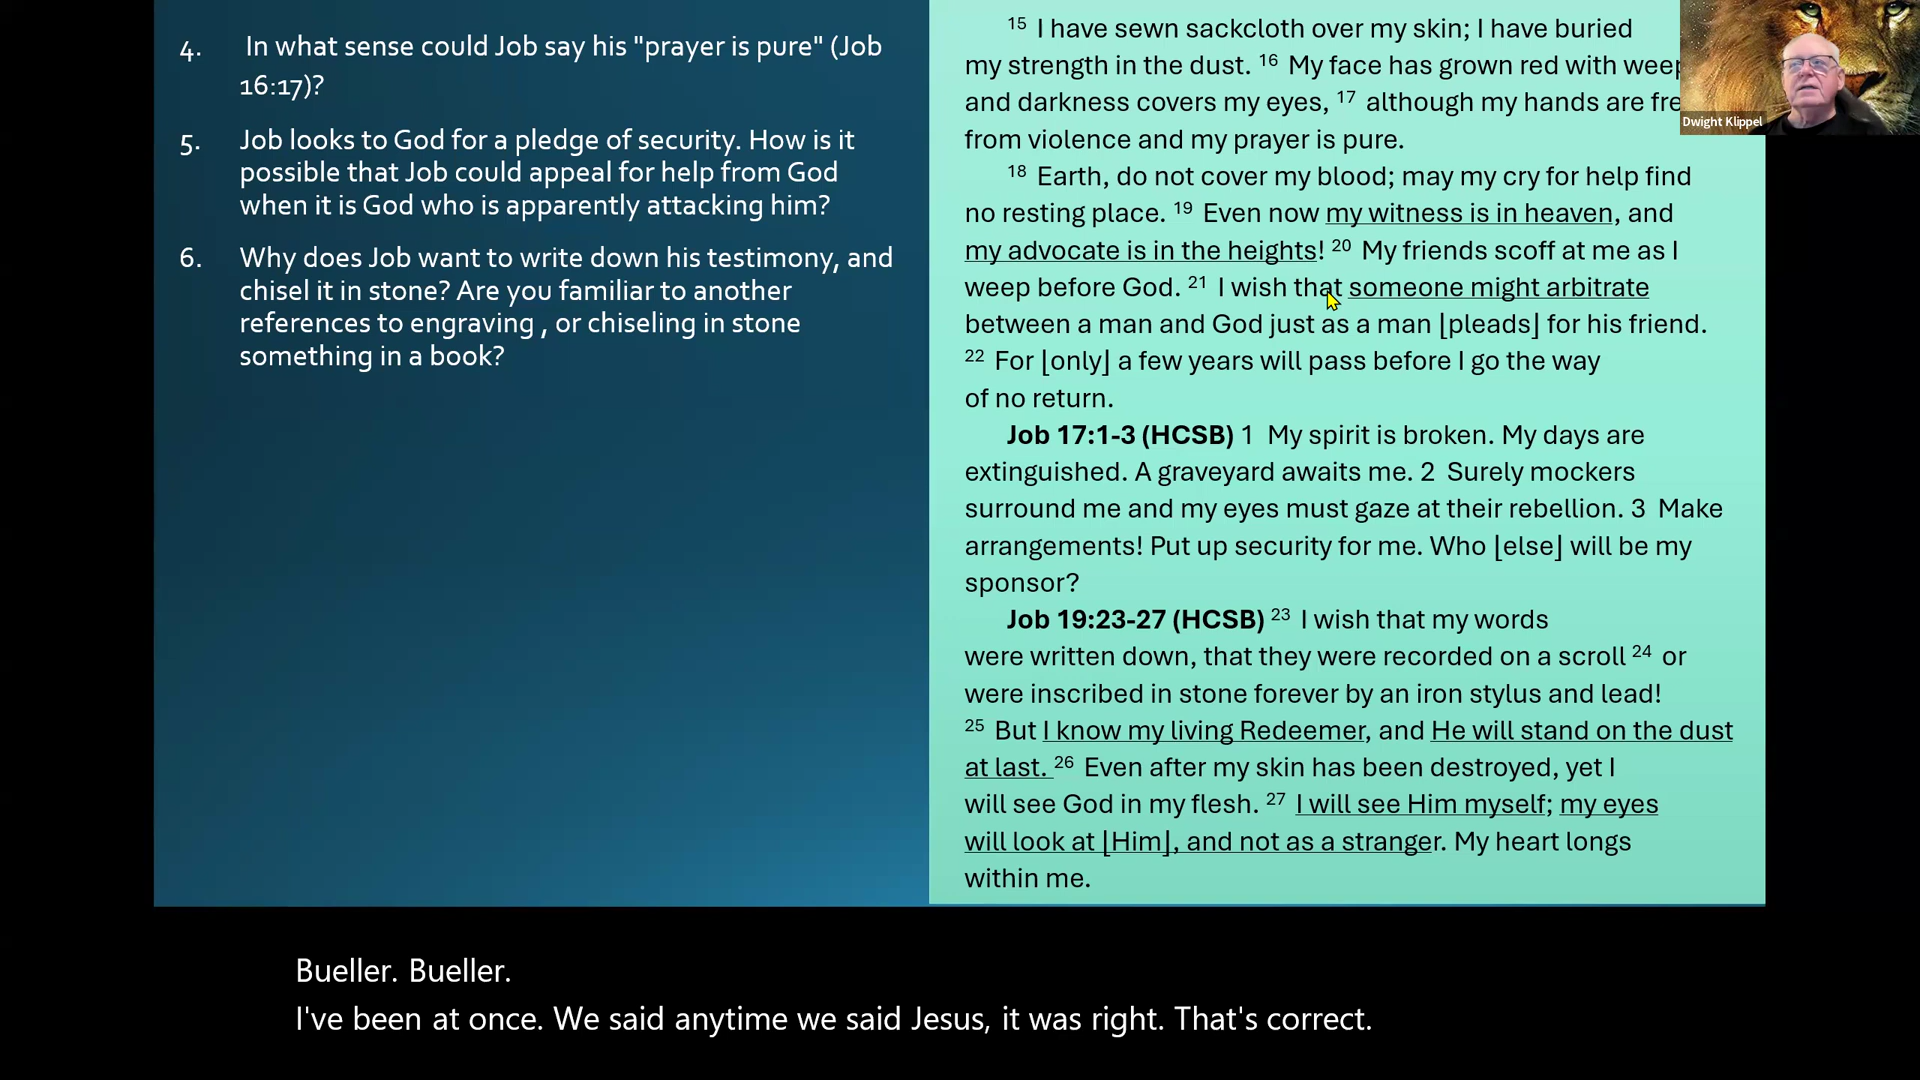 4. In what sense could Job say his "prayer is pure" (Job
16:17)?
5. Job looks to God for a pledge of security. How is it
possible that Job could appeal for help from God
when it is God who is apparently attacking him?
6. Why does Job want to write down his testimony, and
chisel it in stone? Are you familiar to another
references to engraving , or chiseling in stone
something in a book?
15 I have sewn sackcloth over my skin; I have buried
my strength in the dust. 16 My face has grown red with
and darkness covers my eyes, 17 although my hands are
from violence and my prayer is pure.
18 Earth, do not cover my blood; may my cry for help find
no resting place. 19 Even now my witness is in heaven, and
my advocate is in the heights! 20 My friends scoff at me as I
weep before God. 21 I wish that someone might arbitrate
between a man and God just as a man ⌊pleads⌋ for his friend.
22 For ⌊only⌋ a few years will pass before I go the way
of no return.
Job 17:1-3 (HCSB) 1 My spirit is broken. My days are
extinguished. A graveyard awaits me. 2 Surely mockers
surround me and my eyes must gaze at their rebellion. 3 Make
arrangements! Put up security for me. Who ⌊else⌋ will be my
sponsor?
Job 19:23-27 (HCSB) 23 I wish that my words
were written down, that they were recorded on a scroll 24 or
were inscribed in stone forever by an iron stylus and lead!
25 But I know my living Redeemer, and He will stand on the dust
at last. 26 Even after my skin has been destroyed, yet I
will see God in my flesh. 27 I will see Him myself; my eyes
will look at ⌊Him⌋, and not as a stranger. My heart longs
within me.
Dwight Klippel
Bueller. Bueller.
I've been at once. We said anytime we said Jesus, it was right. That's correct.